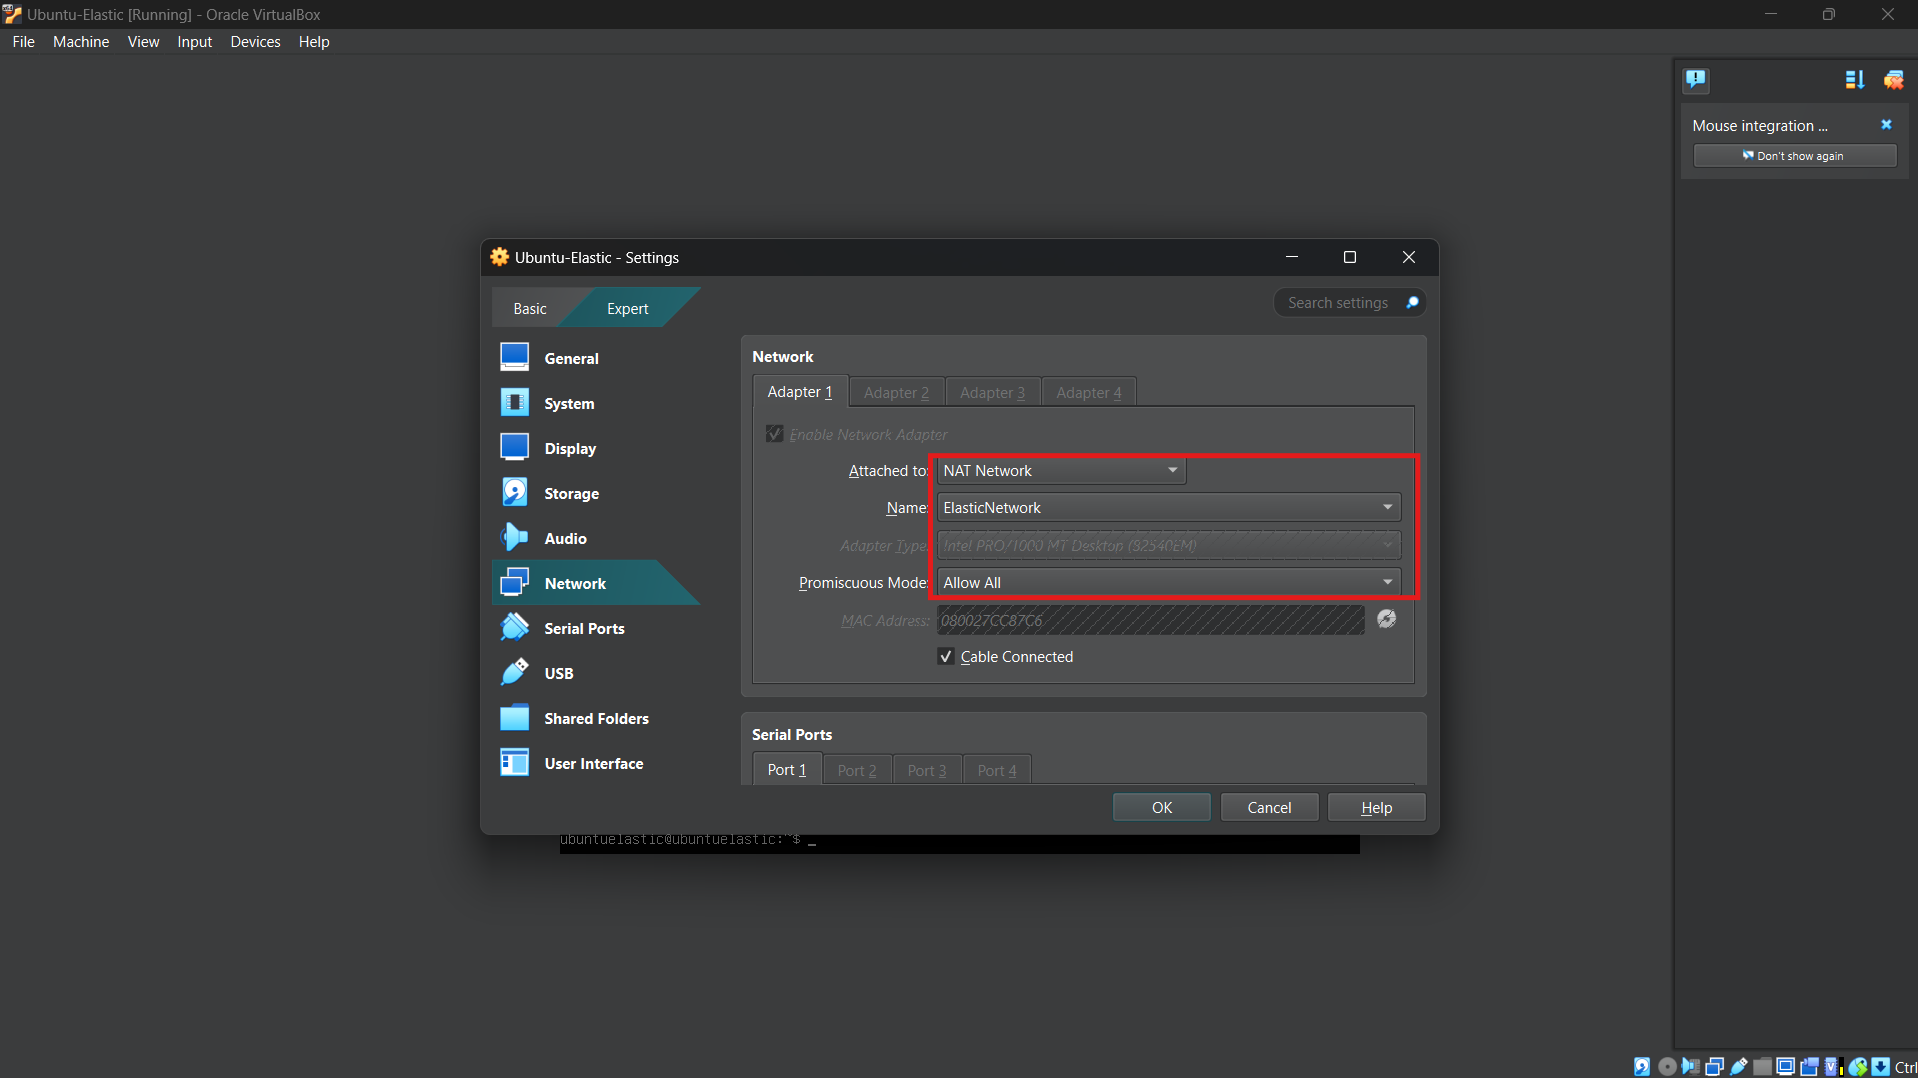 Ubuntu-Elastic [Running] - Oracle VirtualBox
File Machine View Input Devices Help
Mouse integration ...
Don't show again
Ubuntu-Elastic - Settings
Basic Expert
Search settings
General
System
Display
Storage
Audio
Network
Serial Ports
USB
Shared Folders
User Interface
Network
Adapter 1 Adapter 2 Adapter 3 Adapter 4
Enable Network Adapter
Attached to: NAT Network
Name: ElasticNetwork
Adapter Type: Intel PRO/1000 MT Desktop (82540EM)
Promiscuous Mode: Allow All
MAC Address: 080027CC87C6
Cable Connected
Serial Ports
Port 1 Port 2 Port 3 Port 4
OK Cancel Help
ubuntuelastic@ubuntuelastic:~$ _
Ctrl